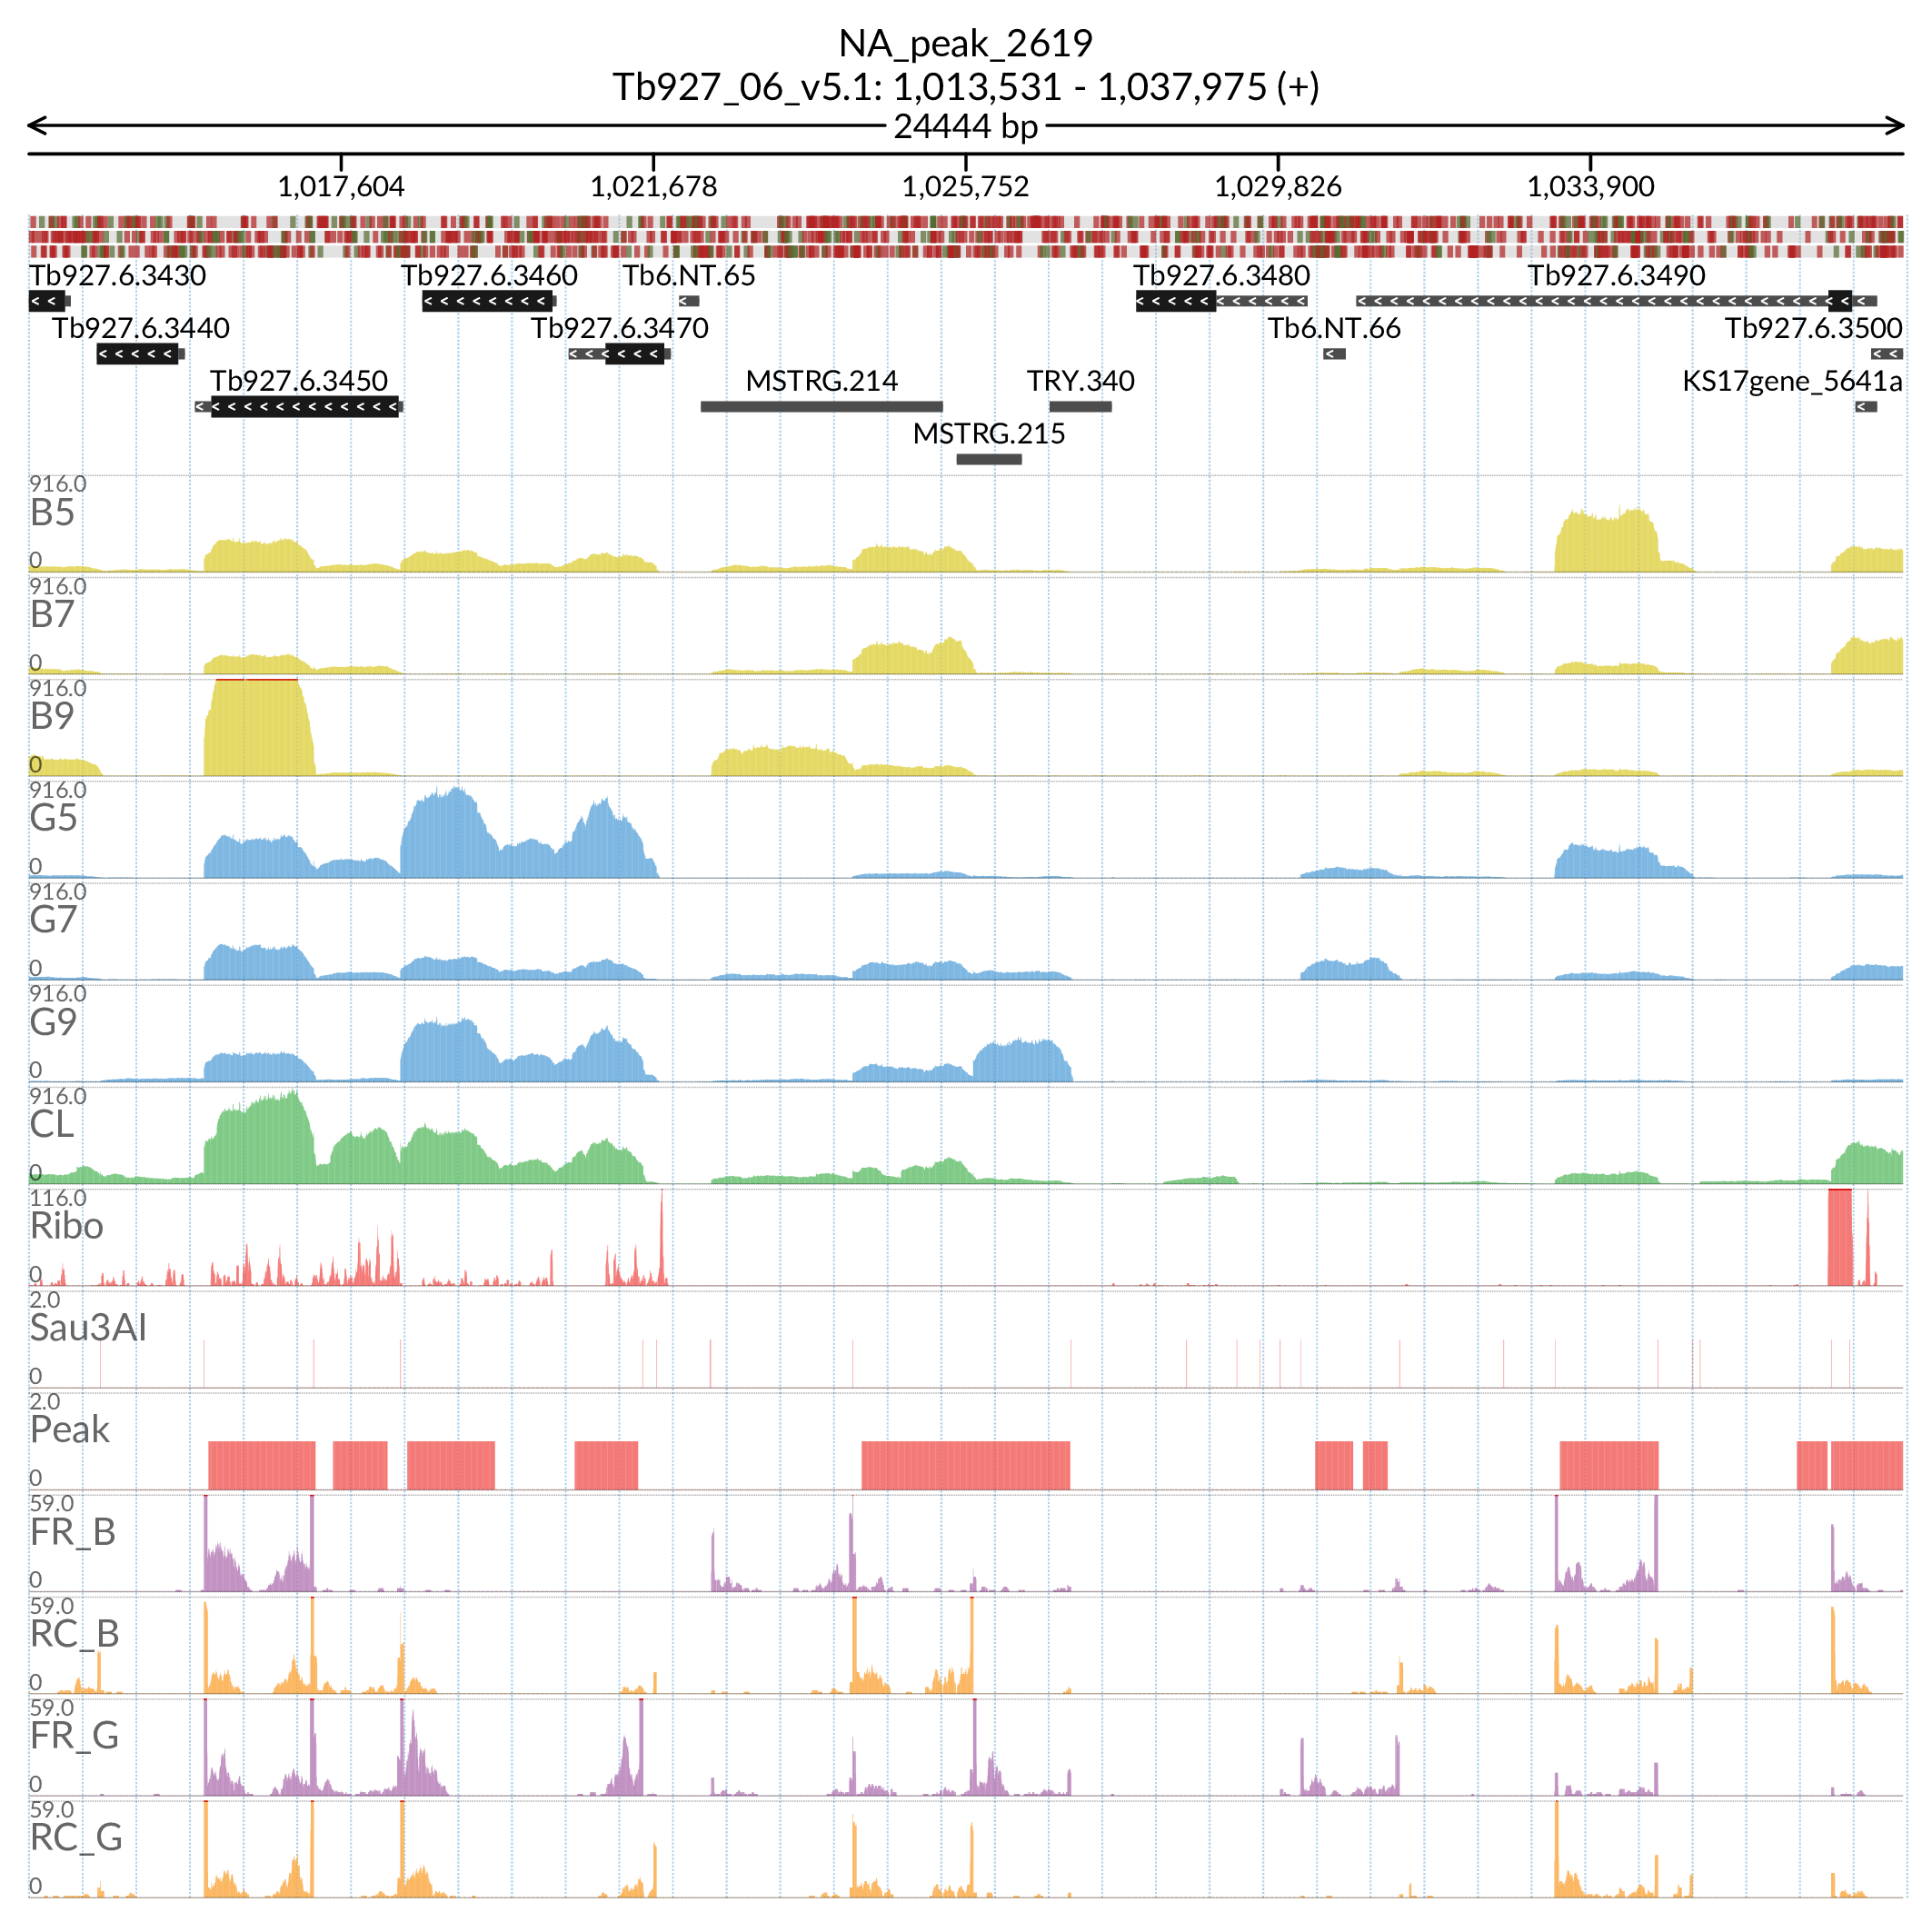 NA_peak_2619
Tb927_06_v5.1: 1,013,531 - 1,037,975 (+)
24444 bp
1,017,604 1,021,678 1,025,752 1,029,826 1,033,900
Tb927.6.3430 Tb927.6.3460 Tb6.NT.65 Tb927.6.3480 Tb927.6.3490
Tb927.6.3440 Tb927.6.3470 Tb6.NT.66 Tb927.6.3500
Tb927.6.3450 MSTRG.214 TRY.340 KS17gene_5641a
MSTRG.215
916.0
B5
0
916.0
B7
0
916.0
B9
0
916.0
G5
0
916.0
G7
0
916.0
G9
0
916.0
CL
0
116.0
Ribo
0
2.0
Sau3AI
0
2.0
Peak
0
59.0
FR_B
0
59.0
RC_B
0
59.0
FR_G
0
59.0
RC_G
0